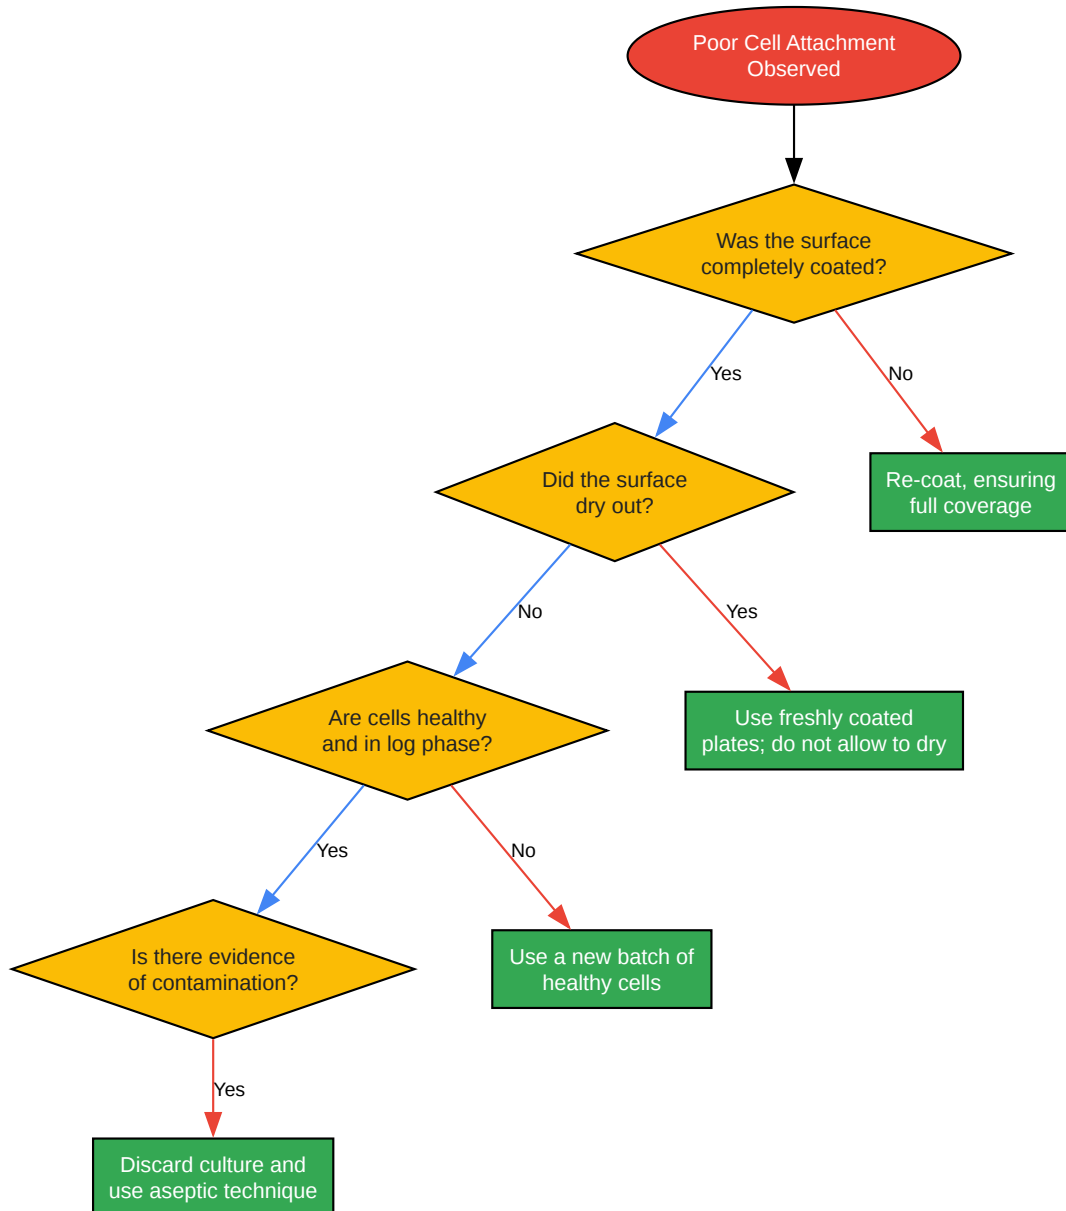 Poor Cell Attachment
Observed
Was the surface
completely coated?
Yes
No
Did the surface
dry out?
Re-coat, ensuring
full coverage
No
Yes
Are cells healthy
and in log phase?
Use freshly coated
plates; do not allow to dry
Yes
No
Is there evidence
of contamination?
Use a new batch of
healthy cells
Yes
Discard culture and
use aseptic technique